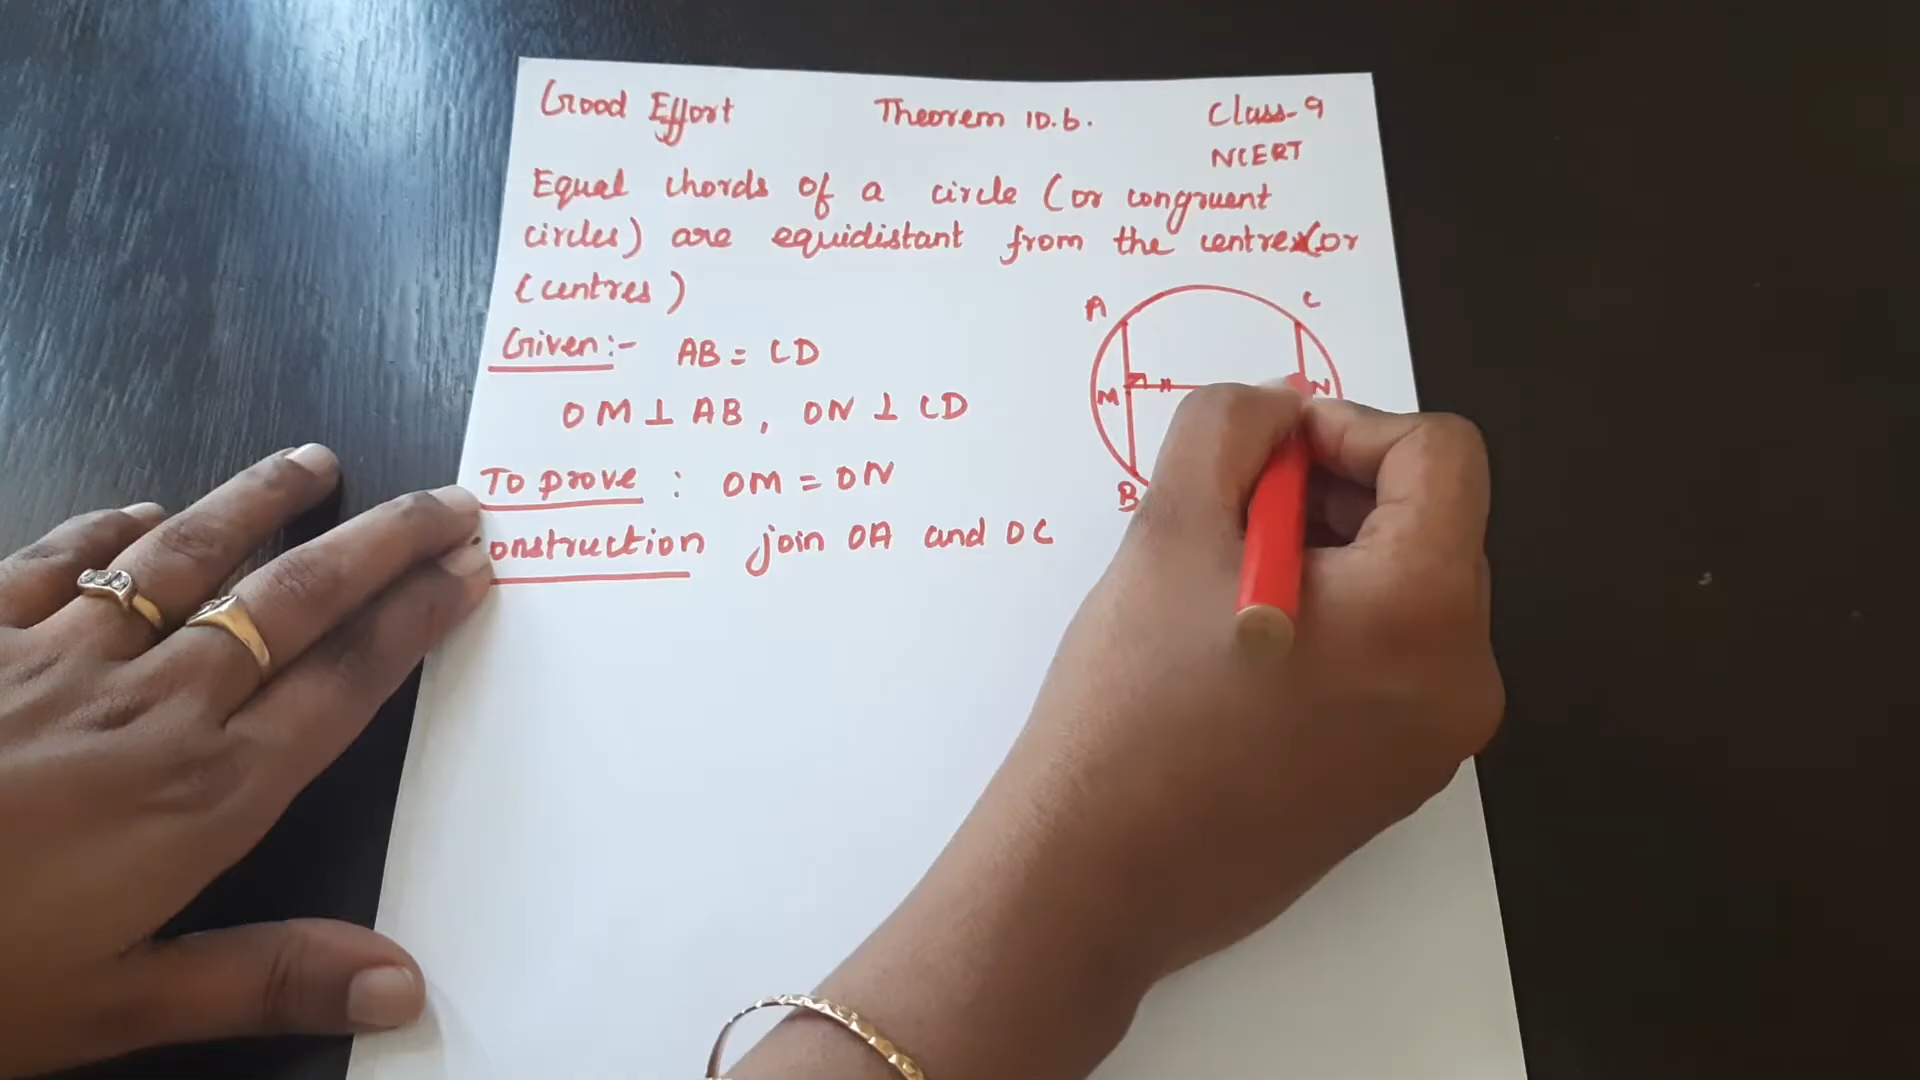 Good Effort Theorem 10.6. Class-9
NCERT
Equal chords of a circle (or congruent
circles) are equidistant from the centre (or
(centres)
Given:- AB = CD
OM ⊥ AB, ON ⊥ CD
To prove : OM = ON
onstruction join OA and OC
A C
M N
B